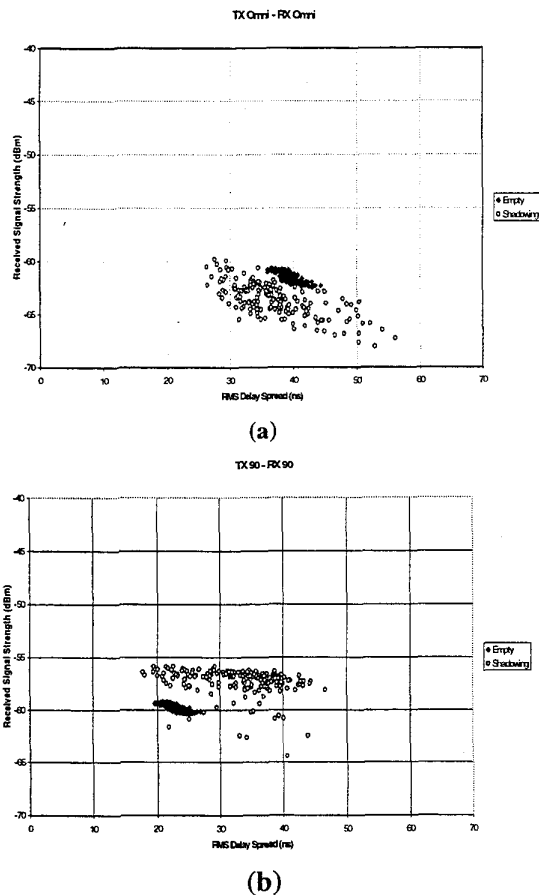 TX Omni - RX Omni
-40
-45
-50
-55
-60
-65
-70
Received Signal Strength (dBm)
0 10 20 30 40 50 60 70
RMS Delay Spread (ns)
Empty
Shadowing
(a)
TX 90 - RX 90
-40
-45
-50
-55
-60
-65
-70
Received Signal Strength (dBm)
0 10 20 30 40 50 60 70
RMS Delay Spread (ns)
Empty
Shadowing
(b)